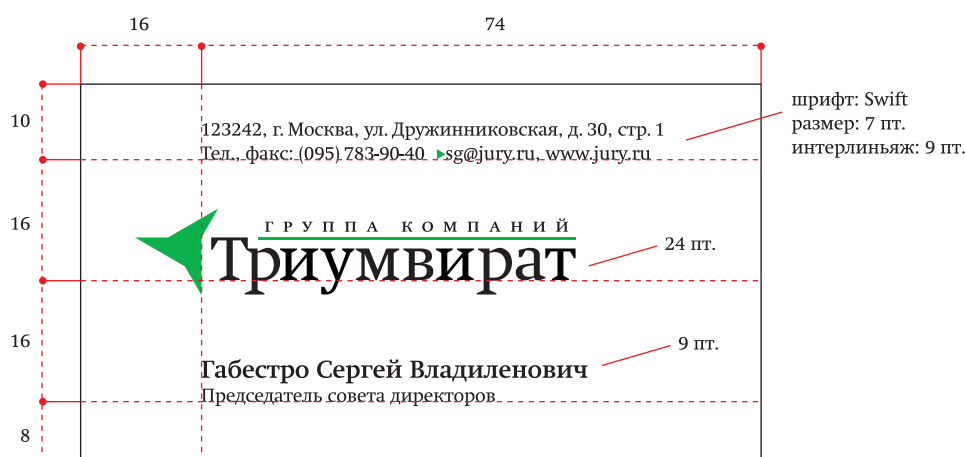 16 74
10
123242, г. Москва, ул. Дружинниковская, д. 30, стр. 1
Тел., факс: (095) 783-90-40 sg@jury.ru, www.jury.ru
шрифт: Swift
размер: 7 пт.
интерлиньяж: 9 пт.
16
ГРУППА КОМПАНИЙ
Триумвират
24 пт.
16
9 пт.
Габестро Сергей Владиленович
Председатель совета директоров
8